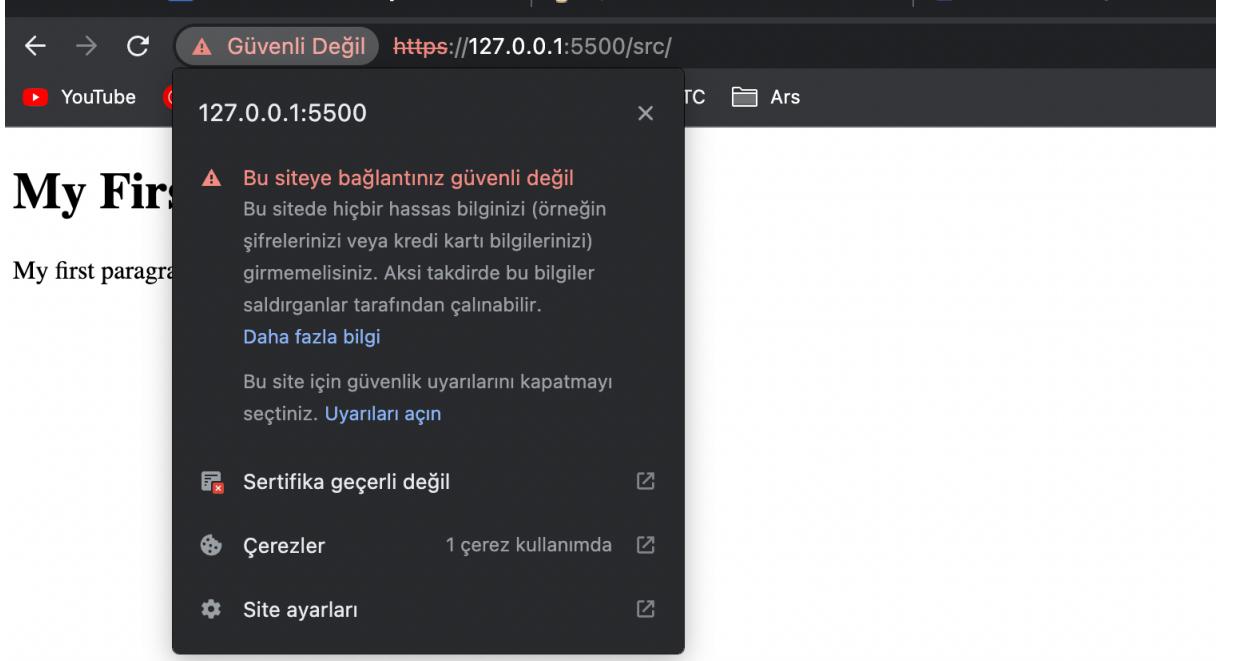 Güvenli Değil https://127.0.0.1:5500/src/
YouTube TC Ars
127.0.0.1:5500
My Firs
Bu siteye bağlantınız güvenli değil
Bu sitede hiçbir hassas bilginizi (örneğin
şifrelerinizi veya kredi kartı bilgilerinizi)
My first paragra
girmemelisiniz. Aksi takdirde bu bilgiler
saldırganlar tarafından çalınabilir.
Daha fazla bilgi
Bu site için güvenlik uyarılarını kapatmayı
seçtiniz. Uyarıları açın
Sertifika geçerli değil
Çerezler 1 çerez kullanımda
Site ayarları